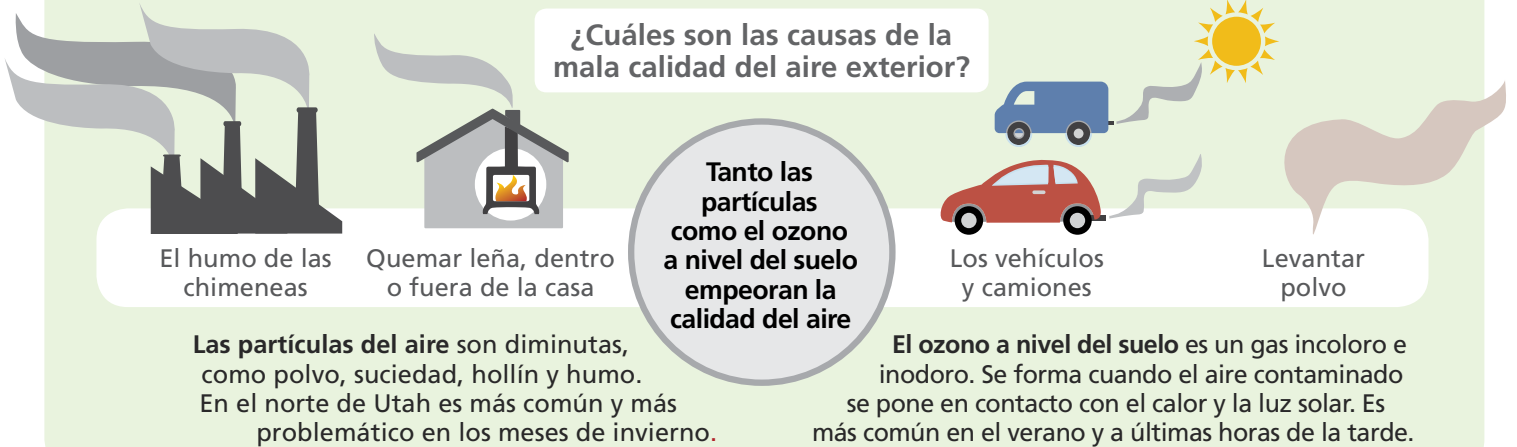 ¿Cuáles son las causas de la
mala calidad del aire exterior?
El humo de las
chimeneas
Quemar leña, dentro
o fuera de la casa
Tanto las
partículas
como el ozono
a nivel del suelo
empeoran la
calidad del aire
Los vehículos
y camiones
Levantar
polvo
Las partículas del aire son diminutas,
como polvo, suciedad, hollín y humo.
En el norte de Utah es más común y más
problemático en los meses de invierno.
El ozono a nivel del suelo es un gas incoloro e
inodoro. Se forma cuando el aire contaminado
se pone en contacto con el calor y la luz solar. Es
más común en el verano y a últimas horas de la tarde.